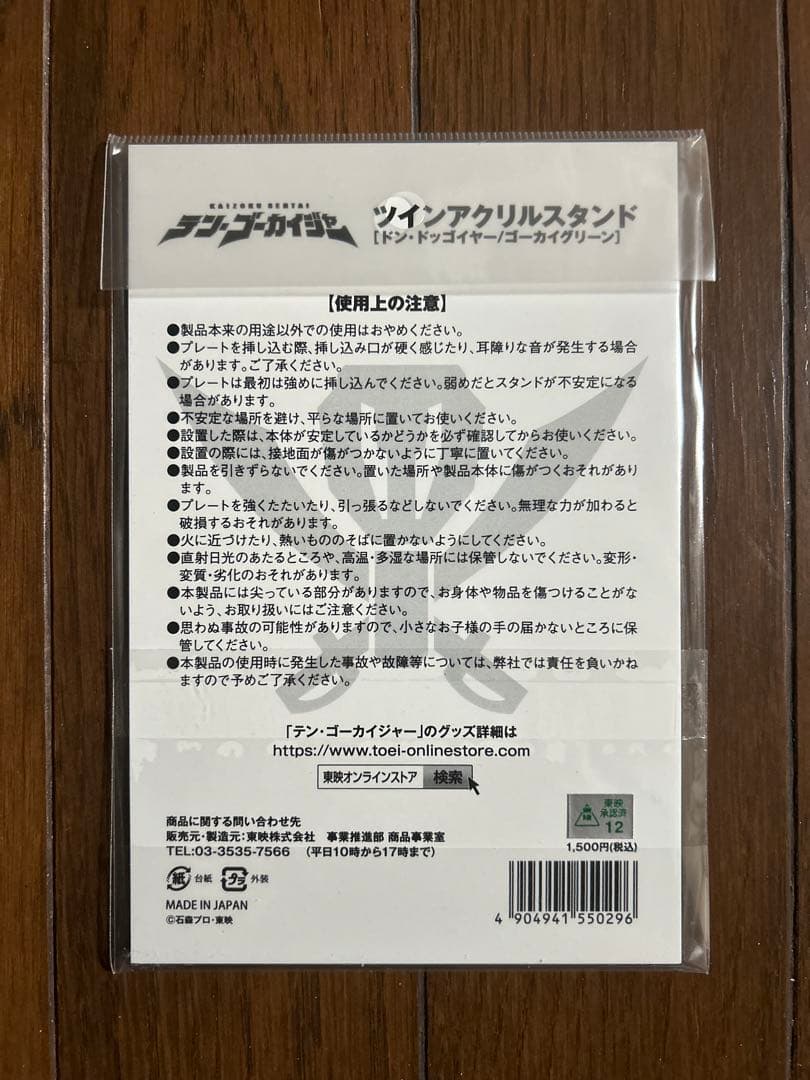 KAIZOKU SENTAI
テン・ゴーカイジャー
ツインアクリルスタンド
[ドン・ドッゴイヤー/ゴーカイグリーン]
【使用上の注意】
●製品本来の用途以外での使用はおやめください。
●プレートを挿し込む際、挿し込み口が硬く感じたり、耳障りな音が発生する場合
があります。ご了承ください。
●プレートは最初は強めに挿し込んでください。弱めだとスタンドが不安定になる
場合があります。
●不安定な場所を避け、平らな場所に置いてお使いください。
●設置した際は、本体が安定しているかどうかを必ず確認してからお使いください。
●設置の際には、接地面が傷がつかないように丁寧に置いてください。
●製品を引きずらないでください。置いた場所や製品本体に傷がつくおそれがあり
ます。
●プレートを強くたたいたり、引っ張るなどしないでください。無理な力が加わると
破損するおそれがあります。
●火に近づけたり、熱いもののそばに置かないようにしてください。
●直射日光のあたるところや、高温・多湿な場所には保管しないでください。変形・
変質・劣化のおそれがあります。
●本製品には尖っている部分がありますので、お身体や物品を傷つけることがな
いよう、お取り扱いにはご注意ください。
●思わぬ事故の可能性がありますので、小さなお子様の手の届かないところに保
管してください。
●本製品の使用時に発生した事故や故障等については、弊社では責任を負いかね
ますので予めご了承ください。
「テン・ゴーカイジャー」のグッズ詳細は
https://www.toei-onlinestore.com
東映オンラインストア 検索
商品に関する問い合わせ先
販売元・製造元:東映株式会社 事業推進部 商品事業室
TEL:03-3535-7566 (平日10時から17時まで)
紙 台紙 プラ 外装
MADE IN JAPAN
©石森プロ・東映
東映
承認済
12
1,500円(税込)
4 904941 550296